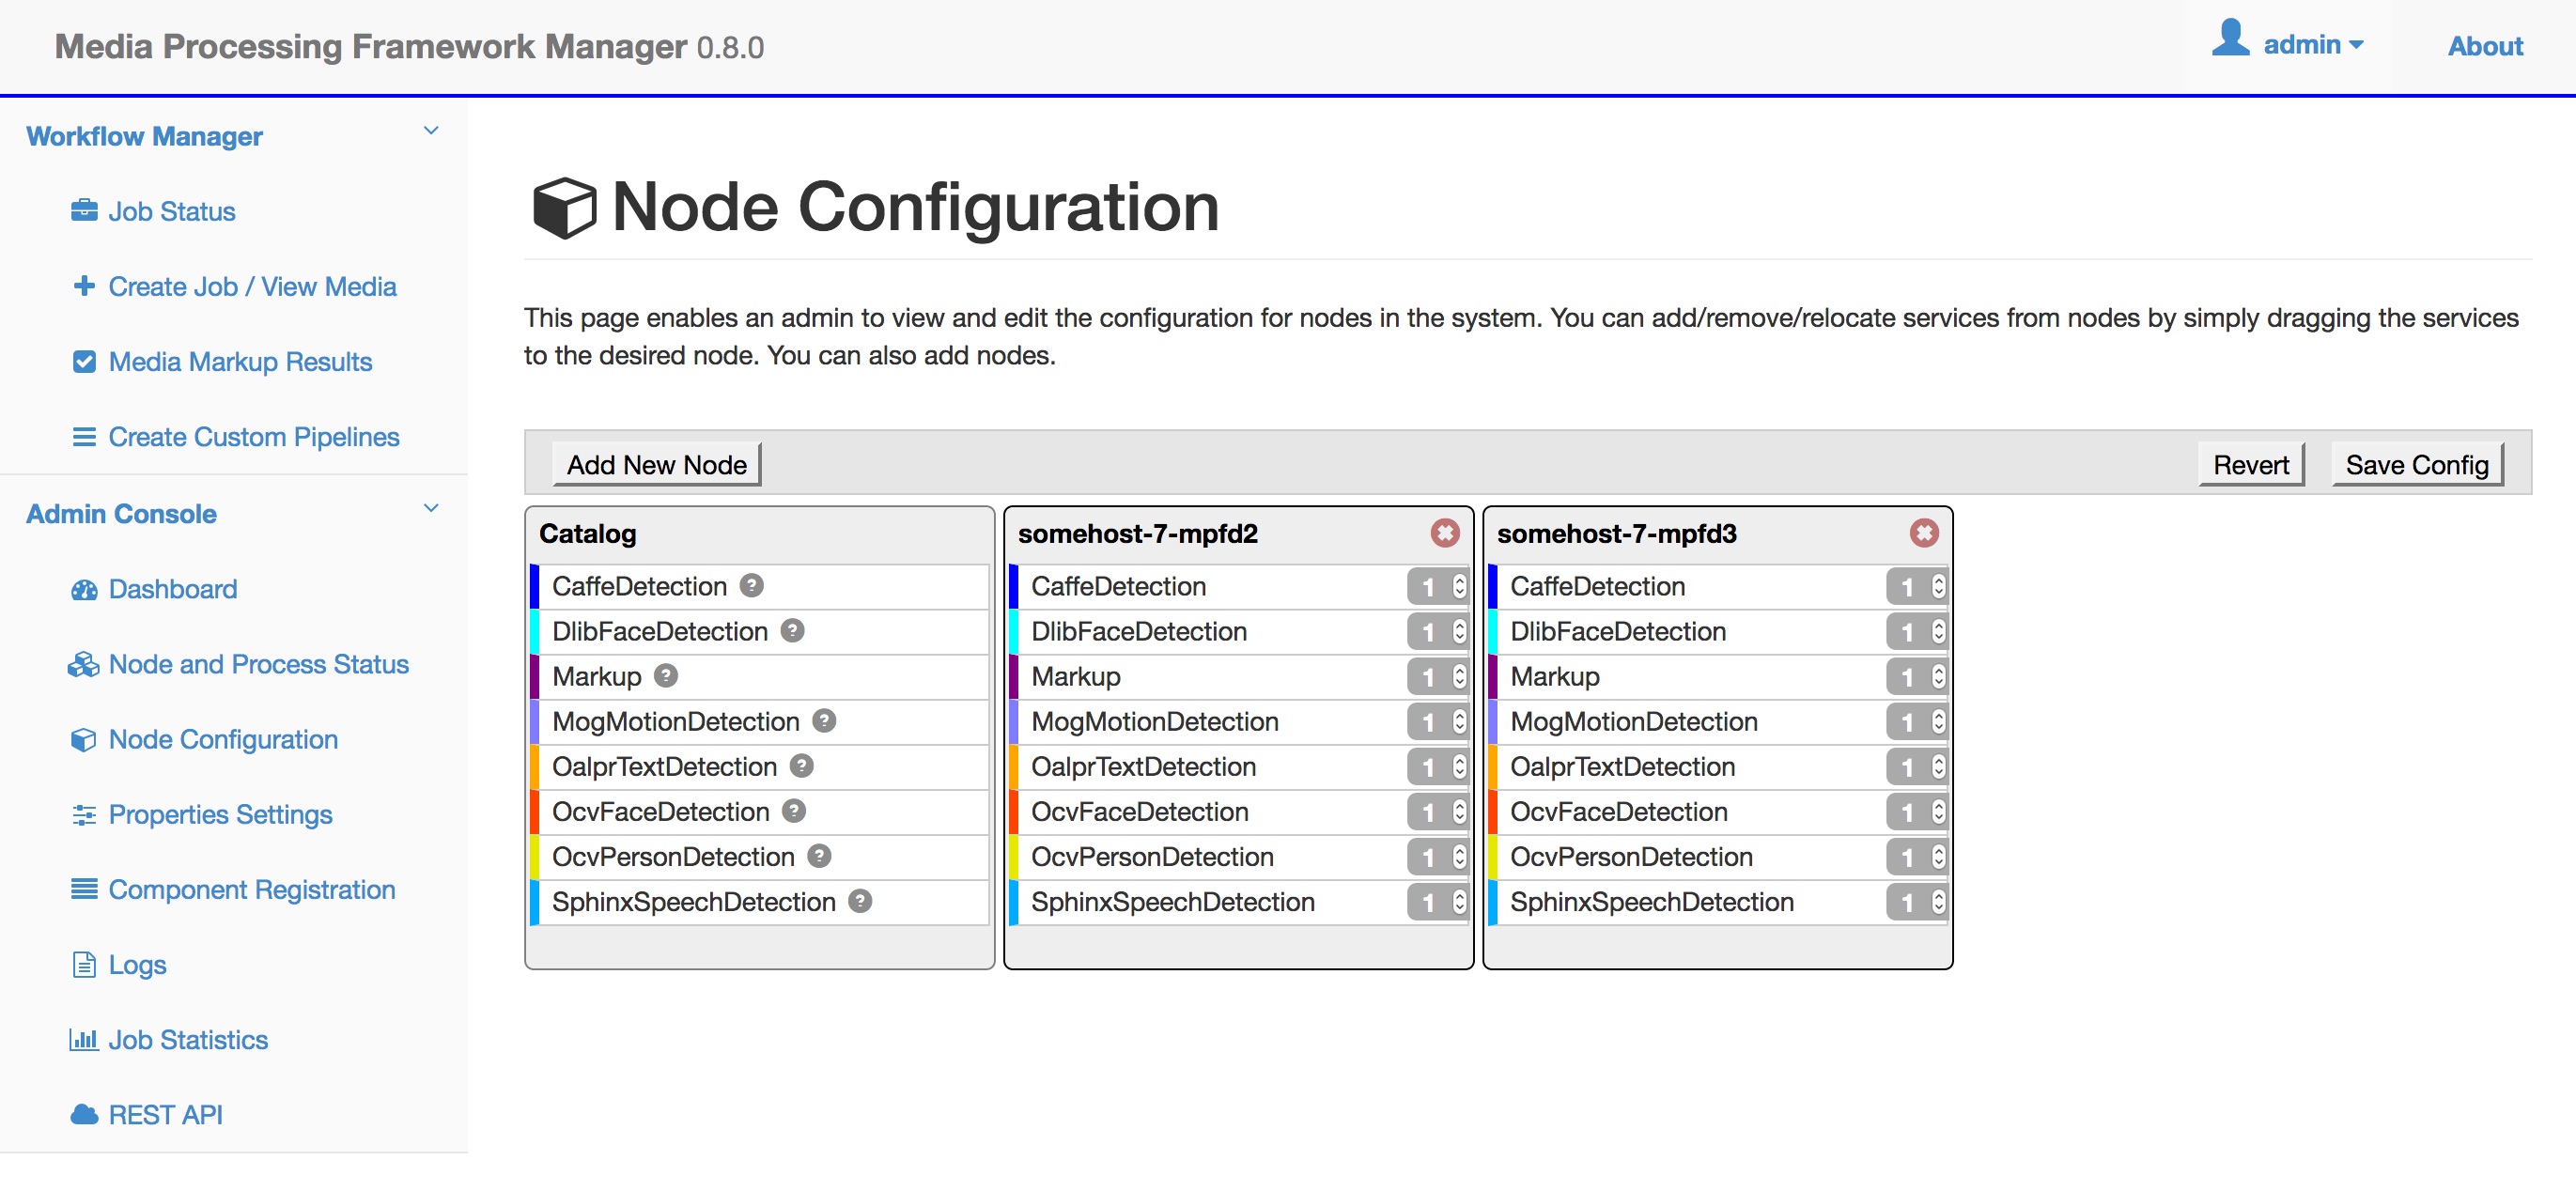 Media Processing Framework Manager 0.8.0
admin
About
Workflow Manager
Job Status
Create Job / View Media
Media Markup Results
Create Custom Pipelines
Admin Console
Dashboard
Node and Process Status
Node Configuration
Properties Settings
Component Registration
Logs
Job Statistics
REST API
Node Configuration
This page enables an admin to view and edit the configuration for nodes in the system. You can add/remove/relocate services from nodes by simply dragging the services
to the desired node. You can also add nodes.
Add New Node
Revert
Save Config
Catalog
CaffeDetection ?
DlibFaceDetection ?
Markup ?
MogMotionDetection ?
OalprTextDetection ?
OcvFaceDetection ?
OcvPersonDetection ?
SphinxSpeechDetection ?
somehost-7-mpfd2
CaffeDetection 1
DlibFaceDetection 1
Markup 1
MogMotionDetection 1
OalprTextDetection 1
OcvFaceDetection 1
OcvPersonDetection 1
SphinxSpeechDetection 1
somehost-7-mpfd3
CaffeDetection 1
DlibFaceDetection 1
Markup 1
MogMotionDetection 1
OalprTextDetection 1
OcvFaceDetection 1
OcvPersonDetection 1
SphinxSpeechDetection 1